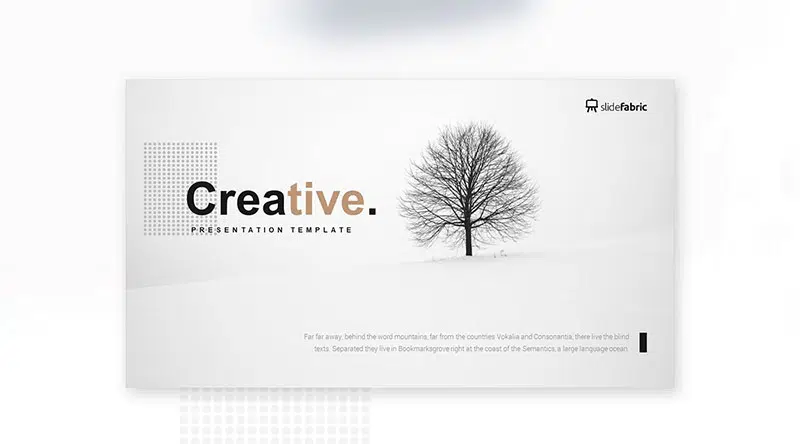 slidefabric
Creative.
PRESENTATION TEMPLATE
Far far away, behind the word mountains, far from the countries Vokalia and Consonantia, there live the blind
texts. Separated they live in Bookmarksgrove right at the coast of the Semantics, a large language ocean.